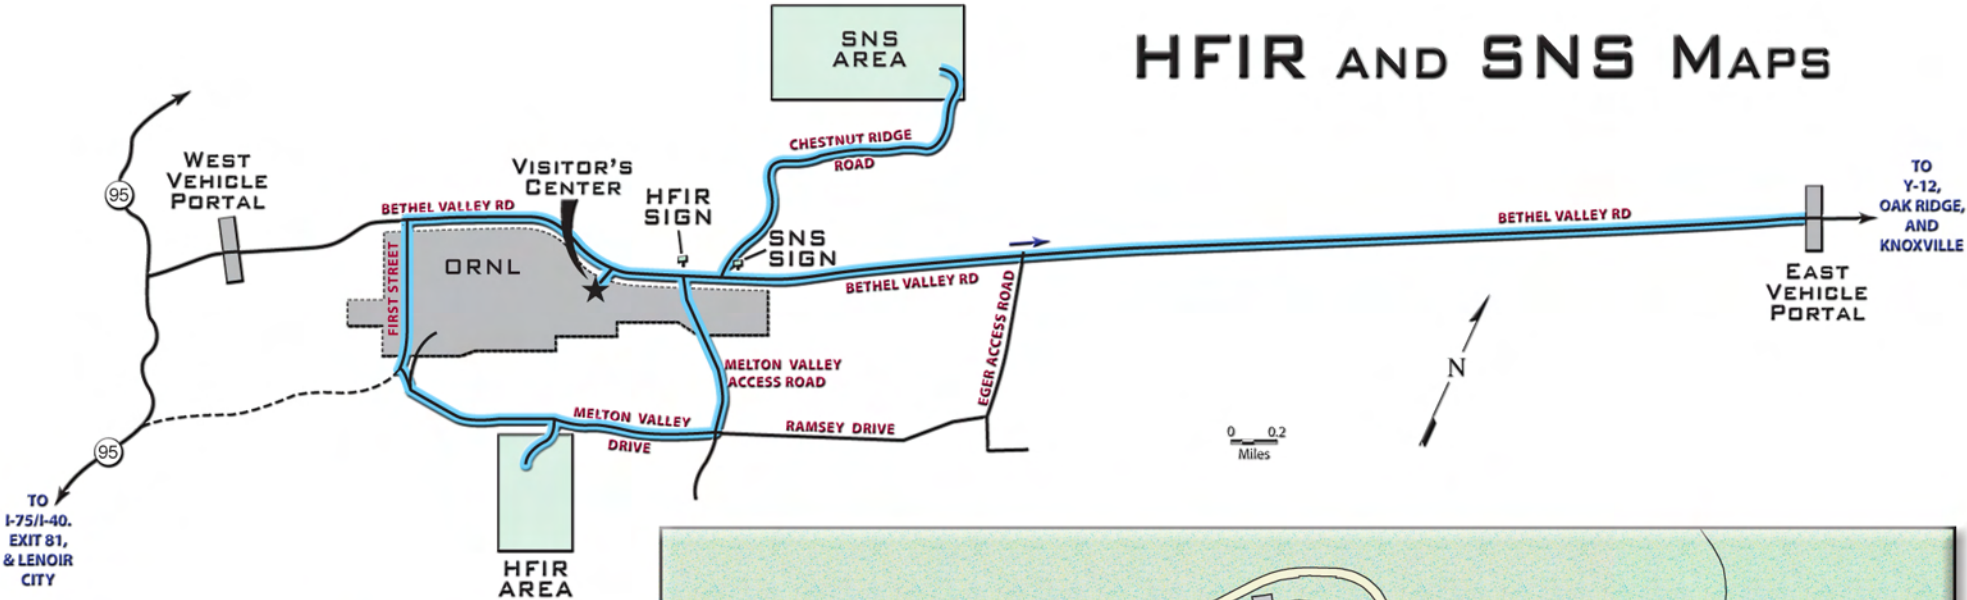 HFIR AND SNS MAPS
SNS
AREA
CHESTNUT RIDGE
ROAD
WEST
VEHICLE
PORTAL
95
VISITOR'S
CENTER
HFIR
SIGN
SNS
SIGN
BETHEL VALLEY RD
BETHEL VALLEY RD
BETHEL VALLEY RD
TO
Y-12,
OAK RIDGE,
AND
KNOXVILLE
EAST
VEHICLE
PORTAL
FIRST STREET
ORNL
EGER ACCESS ROAD
MELTON VALLEY
ACCESS ROAD
N
MELTON VALLEY
DRIVE
RAMSEY DRIVE
0 0.2
Miles
95
TO
I-75/I-40.
EXIT 81,
& LENOIR
CITY
HFIR
AREA